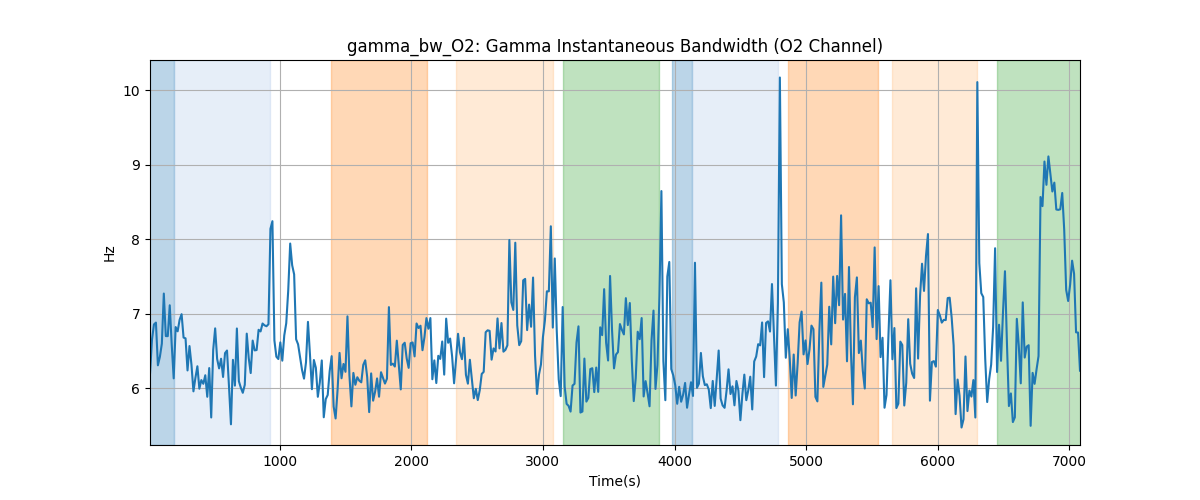 gamma_bw_O2: Gamma Instantaneous Bandwidth (O2 Channel)
10
9
8
7
6
Hz
1000 2000 3000 4000 5000 6000 7000
Time(s)